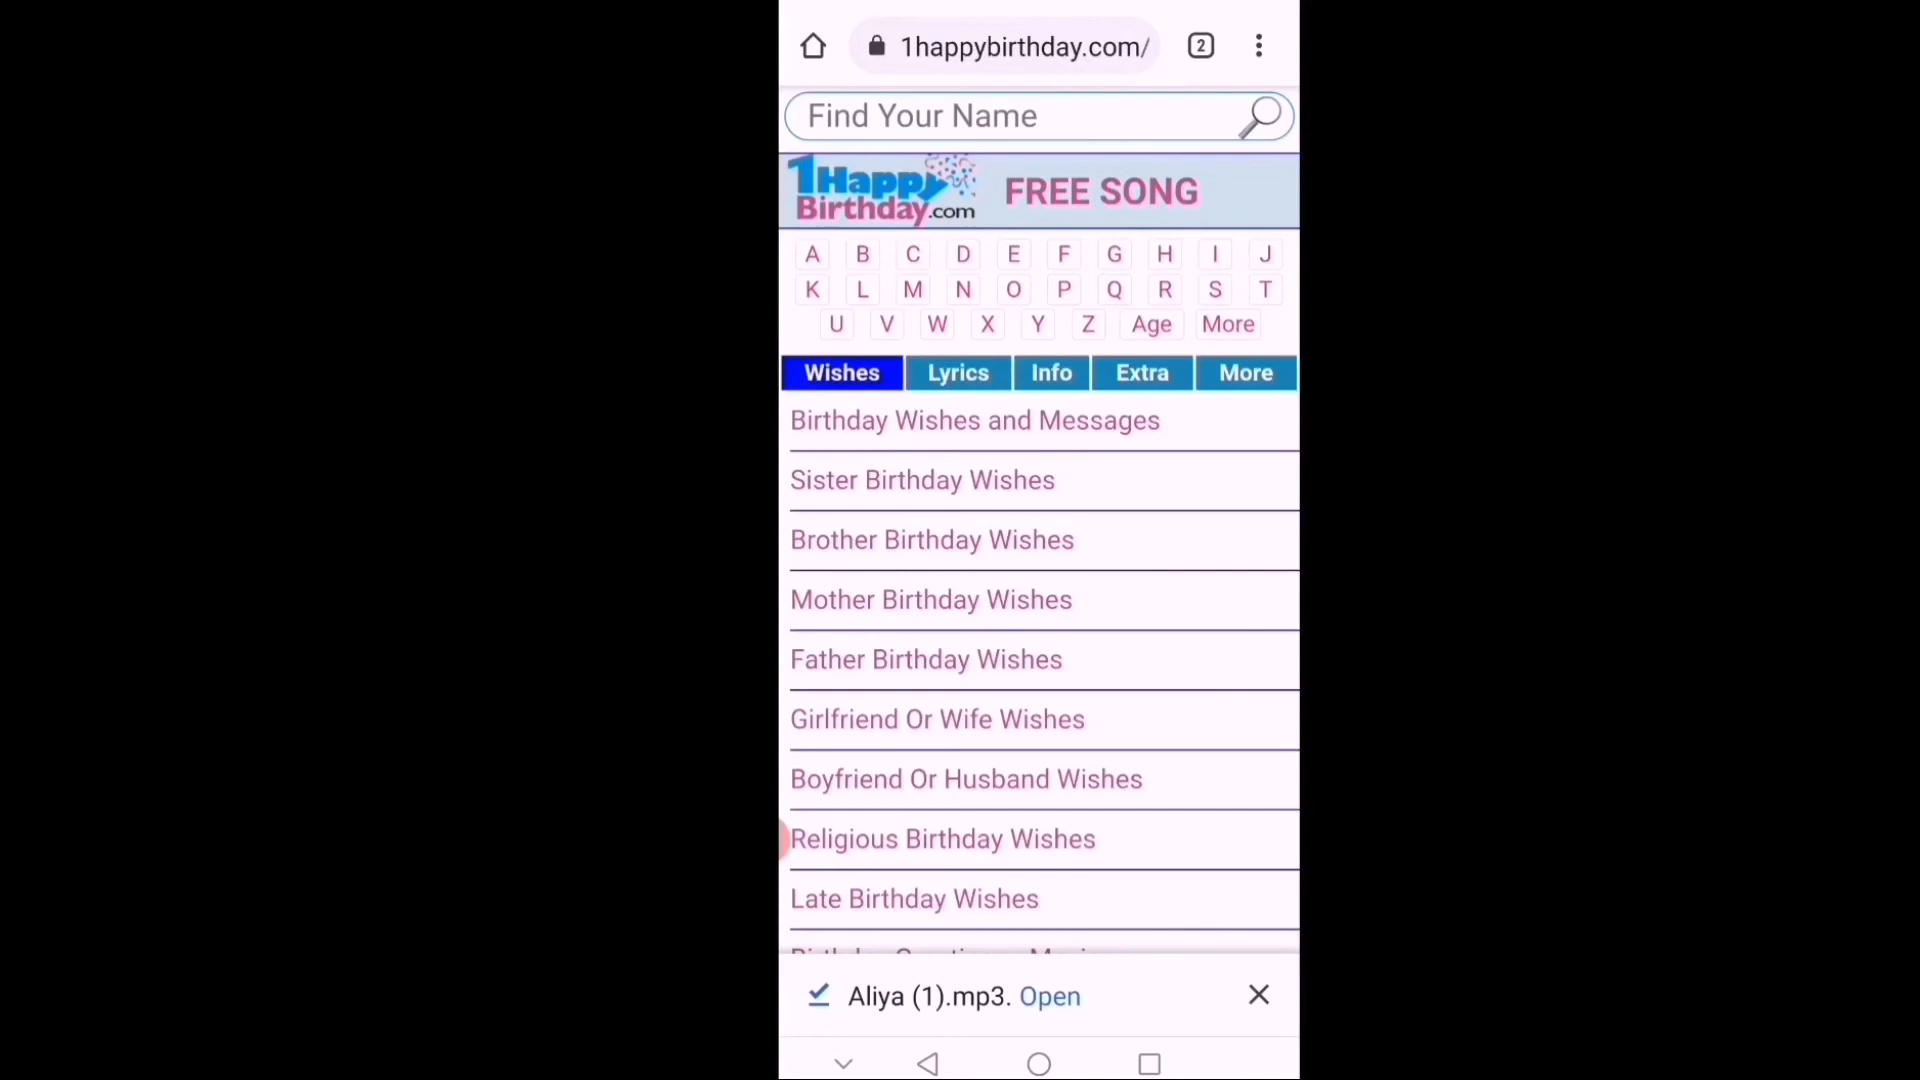 1happybirthday.com/ 2
Find Your Name
1Happy Birthday.com FREE SONG
A B C D E F G H I J
K L M N O P Q R S T
U V W X Y Z Age More
Wishes Lyrics Info Extra More
Birthday Wishes and Messages
Sister Birthday Wishes
Brother Birthday Wishes
Mother Birthday Wishes
Father Birthday Wishes
Girlfriend Or Wife Wishes
Boyfriend Or Husband Wishes
Religious Birthday Wishes
Late Birthday Wishes
Aliya (1).mp3. Open